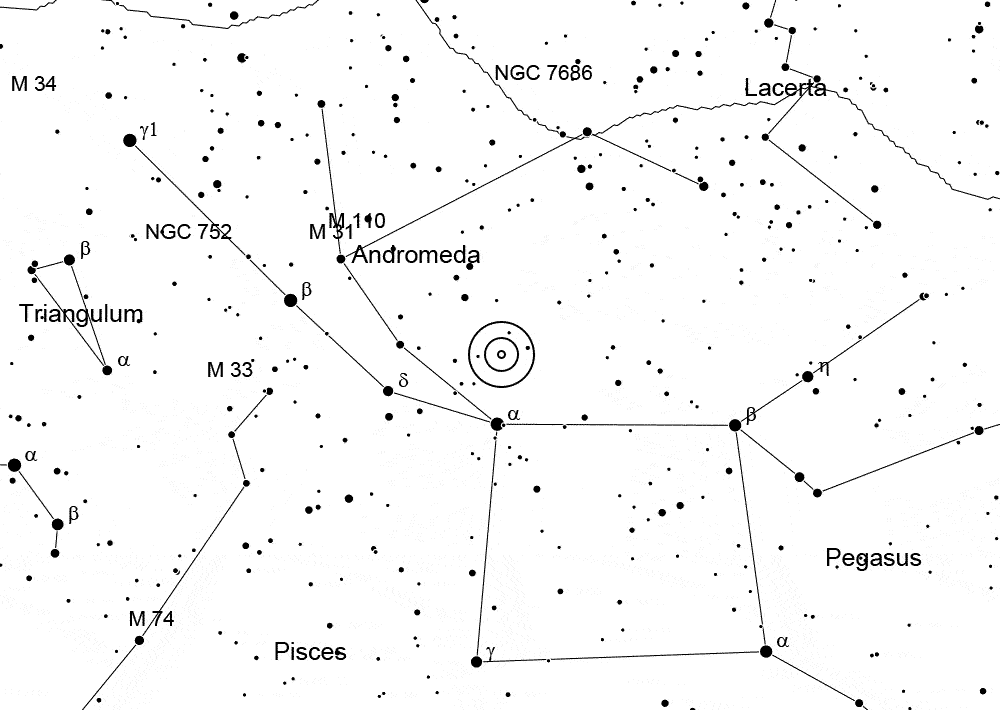 M 34
NGC 7686
Lacerta
γ1
M 110
M 31
NGC 752
Andromeda
β
β
Triangulum
α
M 33
δ
η
α
β
α
β
Pegasus
M 74
Pisces
γ
α